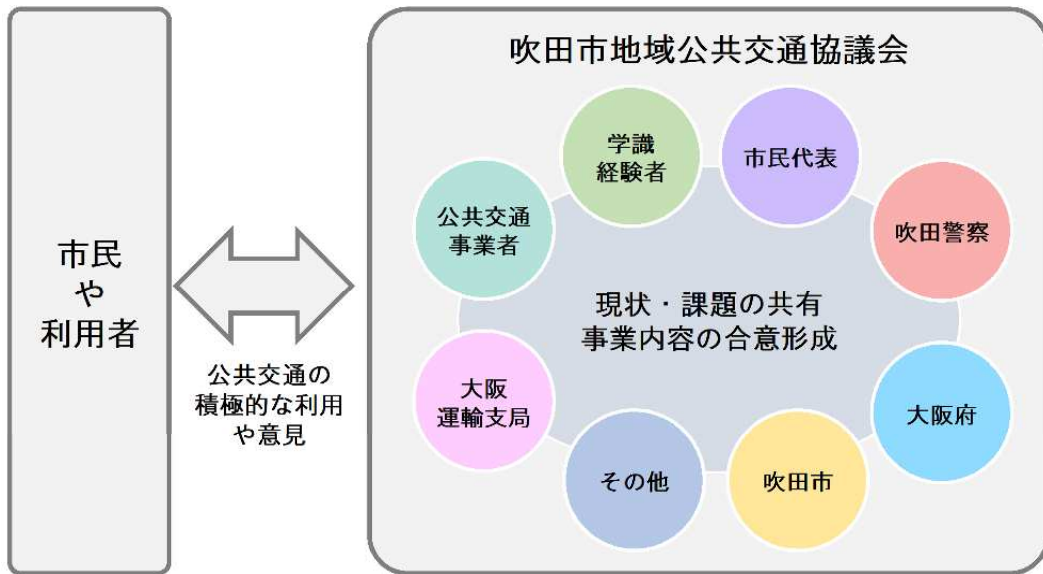 吹田市地域公共交通協議会
市民
や
利用者
公共交通の
積極的な利用
や意見
学識
経験者
市民代表
公共交通
事業者
吹田警察
現状・課題の共有
事業内容の合意形成
大阪
運輸支局
大阪府
その他
吹田市